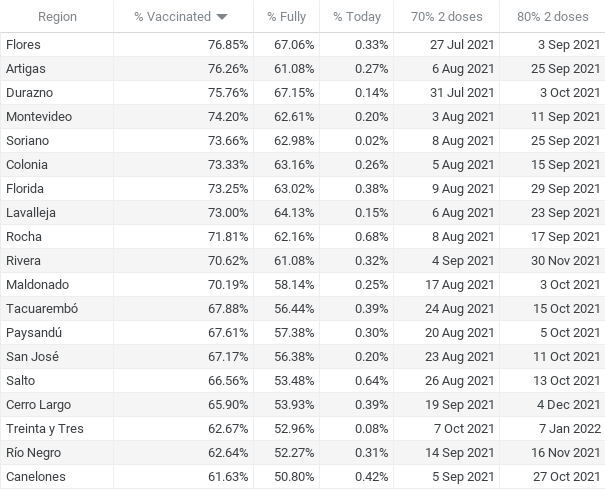 Region % Vaccinated % Fully % Today 70% 2 doses 80% 2 doses
Flores 76.85% 67.06% 0.33% 27 Jul 2021 3 Sep 2021
Artigas 76.26% 61.08% 0.27% 6 Aug 2021 25 Sep 2021
Durazno 75.76% 67.15% 0.14% 31 Jul 2021 3 Oct 2021
Montevideo 74.20% 62.61% 0.20% 3 Aug 2021 11 Sep 2021
Soriano 73.66% 62.98% 0.02% 8 Aug 2021 25 Sep 2021
Colonia 73.33% 63.16% 0.26% 5 Aug 2021 15 Sep 2021
Florida 73.25% 63.02% 0.38% 9 Aug 2021 29 Sep 2021
Lavalleja 73.00% 64.13% 0.15% 6 Aug 2021 23 Sep 2021
Rocha 71.81% 62.16% 0.68% 8 Aug 2021 17 Sep 2021
Rivera 70.62% 61.08% 0.32% 4 Sep 2021 30 Nov 2021
Maldonado 70.19% 58.14% 0.25% 17 Aug 2021 3 Oct 2021
Tacuarembó 67.88% 56.44% 0.39% 24 Aug 2021 15 Oct 2021
Paysandú 67.61% 57.38% 0.30% 20 Aug 2021 5 Oct 2021
San José 67.17% 56.38% 0.20% 23 Aug 2021 11 Oct 2021
Salto 66.56% 53.48% 0.64% 26 Aug 2021 13 Oct 2021
Cerro Largo 65.90% 53.93% 0.39% 19 Sep 2021 4 Dec 2021
Treinta y Tres 62.67% 52.96% 0.08% 7 Oct 2021 7 Jan 2022
Río Negro 62.64% 52.27% 0.31% 14 Sep 2021 16 Nov 2021
Canelones 61.63% 50.80% 0.42% 5 Sep 2021 27 Oct 2021